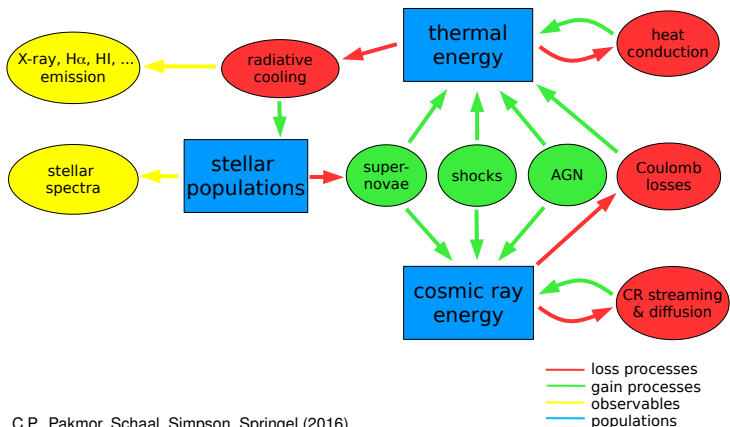 X-ray, Hα, HI, ...
emission
radiative
cooling
thermal
energy
heat
conduction
stellar
spectra
stellar
populations
super-
novae
shocks
AGN
Coulomb
losses
cosmic ray
energy
CR streaming
& diffusion
loss processes
gain processes
observables
populations
C.P., Pakmor, Schaal, Simpson, Springel (2016)